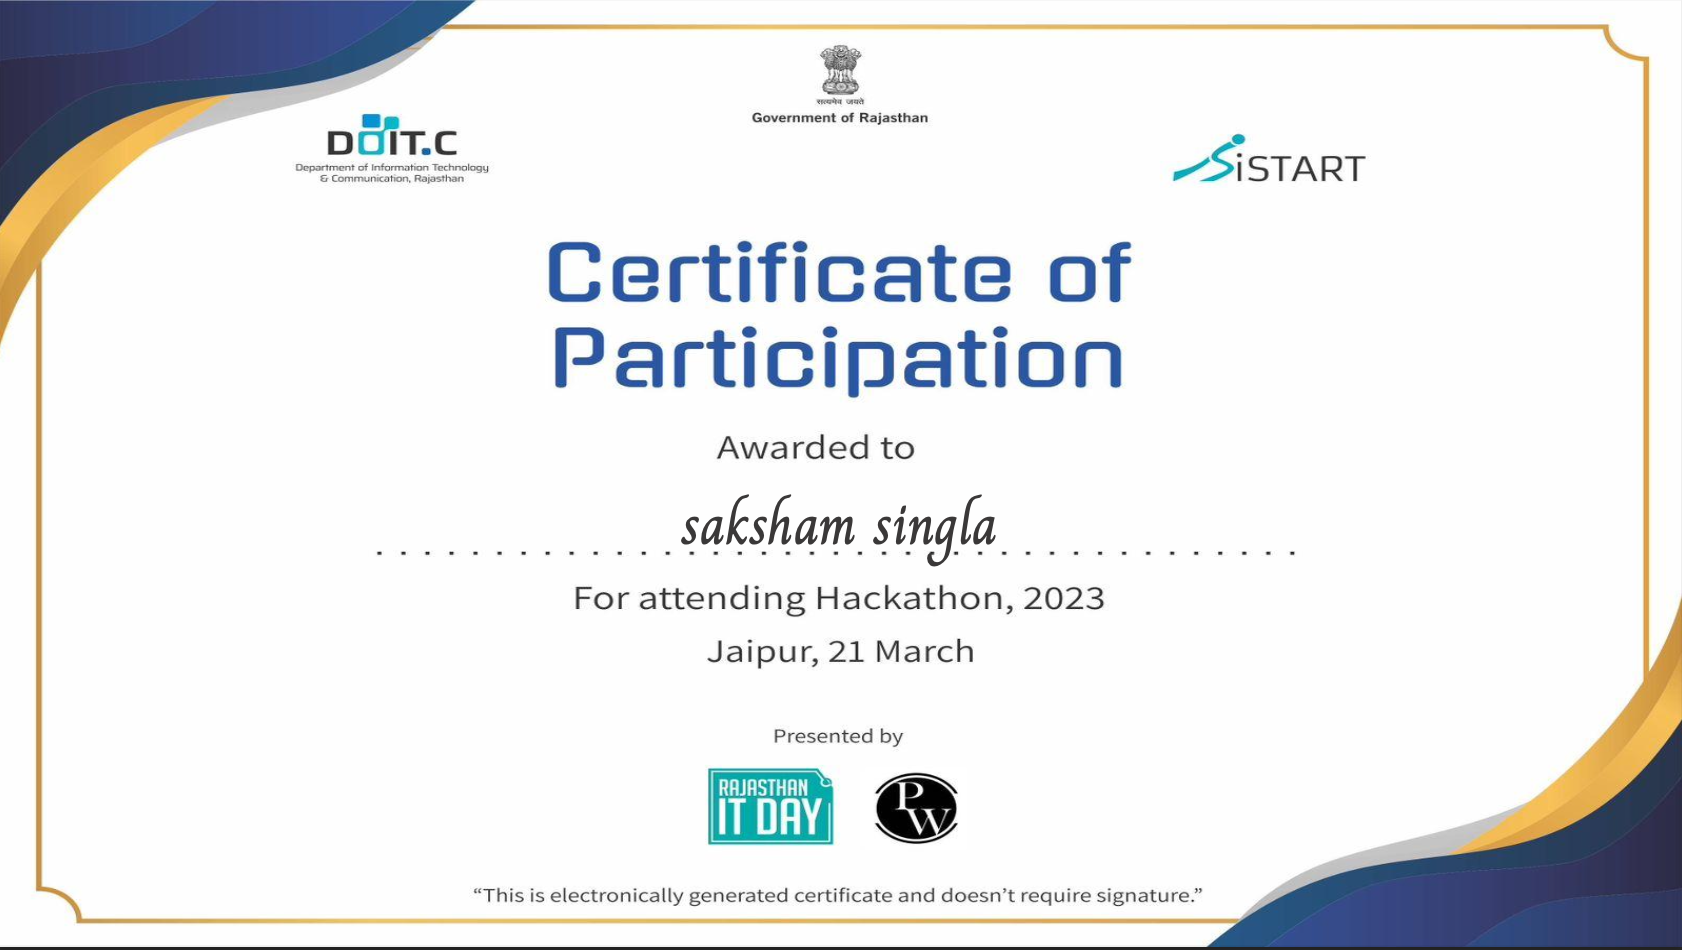 सत्यमेव जयते
Government of Rajasthan
DOIT.C
Department of Information Technology
& Communication, Rajasthan
iSTART
Certificate of
Participation
Awarded to
saksham singla
For attending Hackathon, 2023
Jaipur, 21 March
Presented by
RAJASTHAN
IT DAY
PW
“This is electronically generated certificate and doesn’t require signature.”